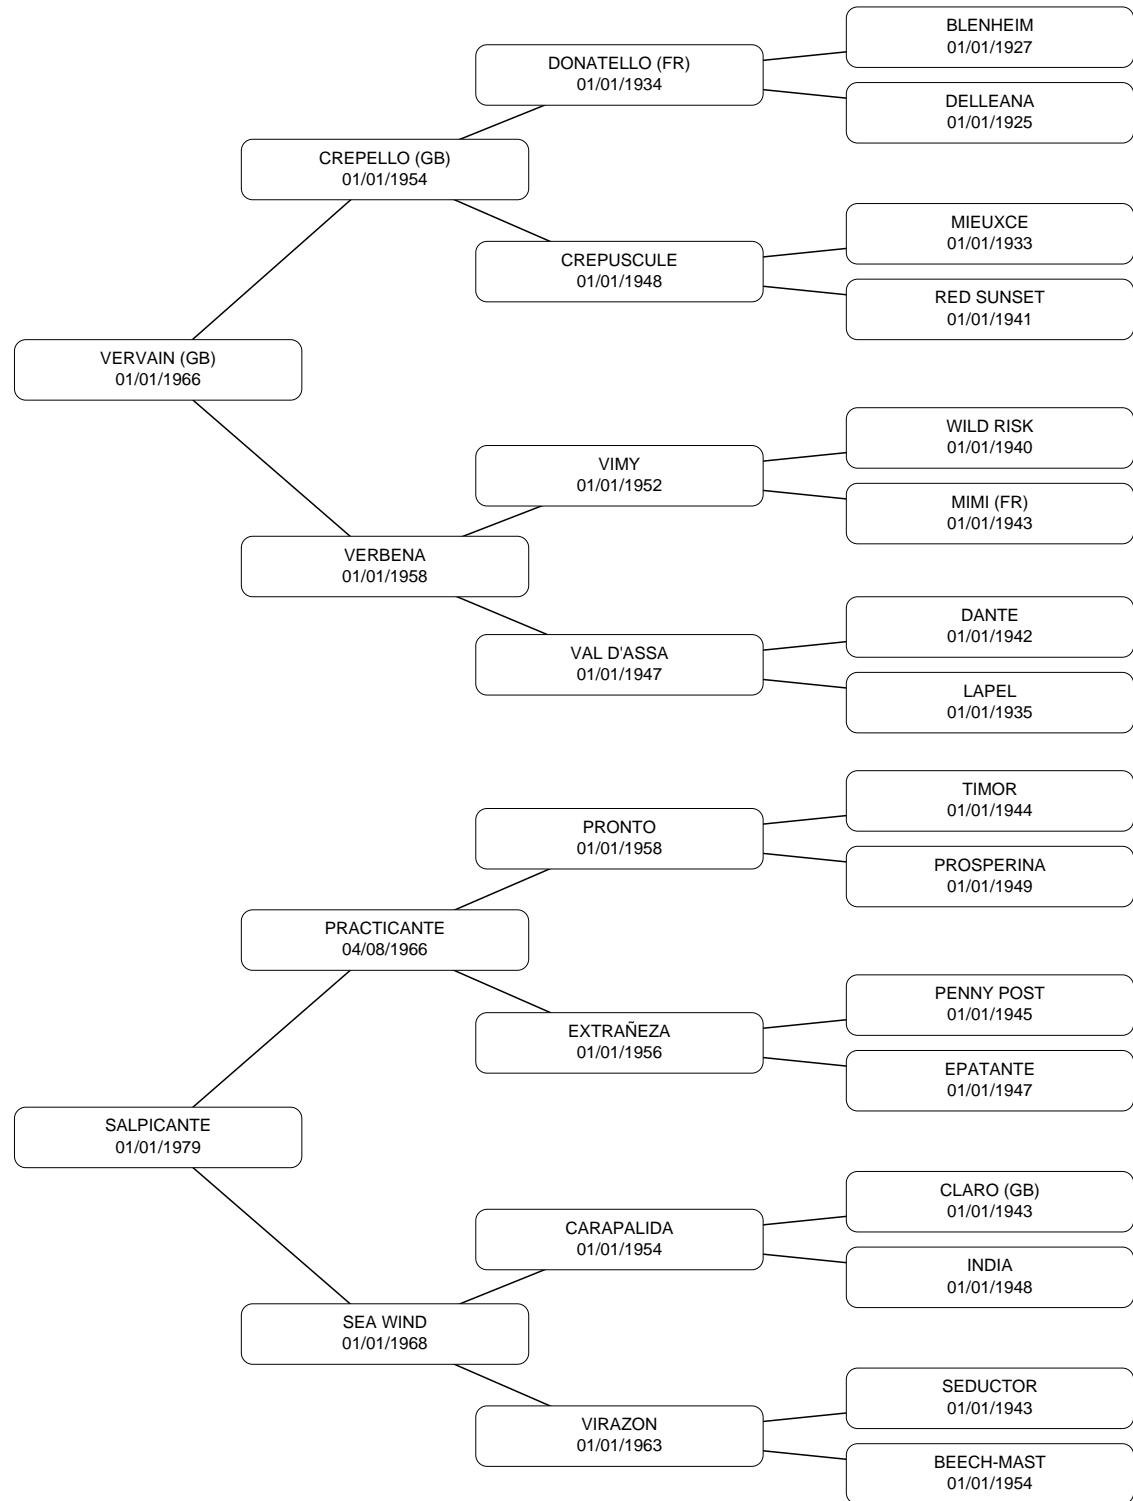 BLENHEIM
01/01/1927
DONATELLO (FR)
01/01/1934
DELLEANA
01/01/1925
CREPELLO (GB)
01/01/1954
MIEUXCE
01/01/1933
CREPUSCULE
01/01/1948
RED SUNSET
01/01/1941
VERVAIN (GB)
01/01/1966
WILD RISK
01/01/1940
VIMY
01/01/1952
MIMI (FR)
01/01/1943
VERBENA
01/01/1958
DANTE
01/01/1942
VAL D'ASSA
01/01/1947
LAPEL
01/01/1935
TIMOR
01/01/1944
PRONTO
01/01/1958
PROSPERINA
01/01/1949
PRACTICANTE
04/08/1966
PENNY POST
01/01/1945
EXTRAÑEZA
01/01/1956
EPATANTE
01/01/1947
SALPICANTE
01/01/1979
CLARO (GB)
01/01/1943
CARAPALIDA
01/01/1954
INDIA
01/01/1948
SEA WIND
01/01/1968
SEDUCTOR
01/01/1943
VIRAZON
01/01/1963
BEECH-MAST
01/01/1954